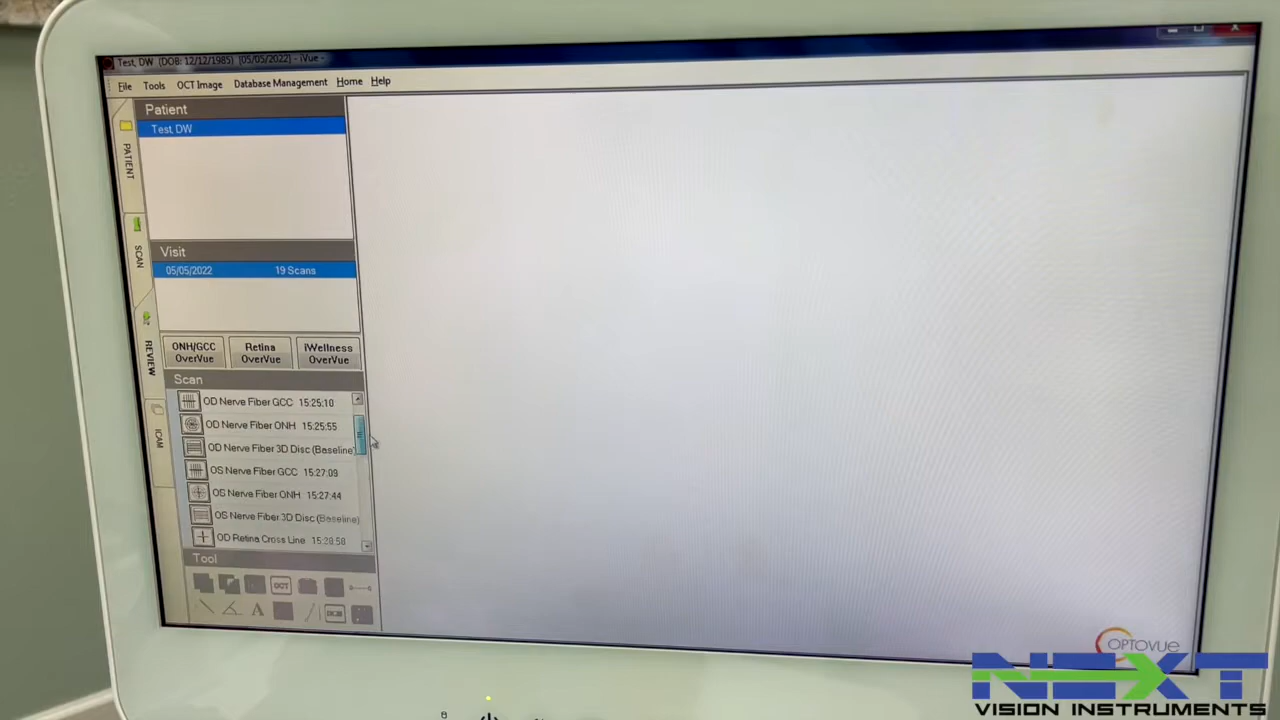 Test, DW (DOB: 12/12/1985) [05/05/2022] - iVue -
File Tools OCT Image Database Management Home Help
PATIENT
SCAN
REVIEW
ICAM
Patient
Test, DW
Visit
05/05/2022 19 Scans
ONH/GCC OverVue
Retina OverVue
iWellness OverVue
Scan
OD Nerve Fiber GCC 15:25:10
OD Nerve Fiber ONH 15:25:55
OD Nerve Fiber 3D Disc (Baseline)
OS Nerve Fiber GCC 15:27:09
OS Nerve Fiber ONH 15:27:44
OS Nerve Fiber 3D Disc (Baseline)
OD Retina Cross Line 15:28:58
Tool
OCT
A
OPTOVUE
NEXT
VISION INSTRUMENTS